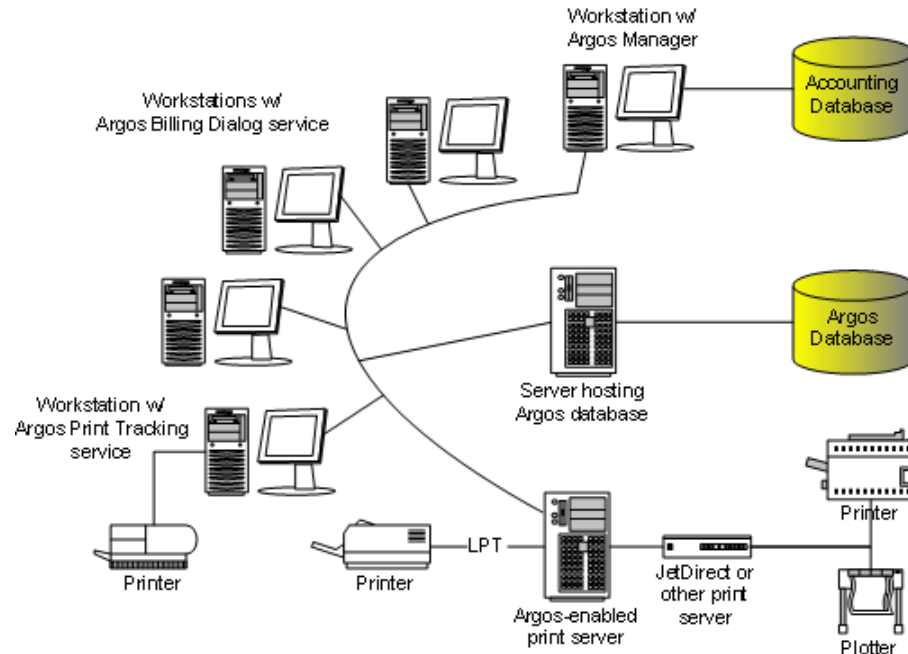 Workstation w/
Argos Manager
Accounting
Database
Workstations w/
Argos Billing Dialog service
Argos
Database
Server hosting
Argos database
Workstation w/
Argos Print Tracking
service
Printer
Printer
LPT
Argos-enabled
print server
JetDirect or
other print
server
Printer
Plotter